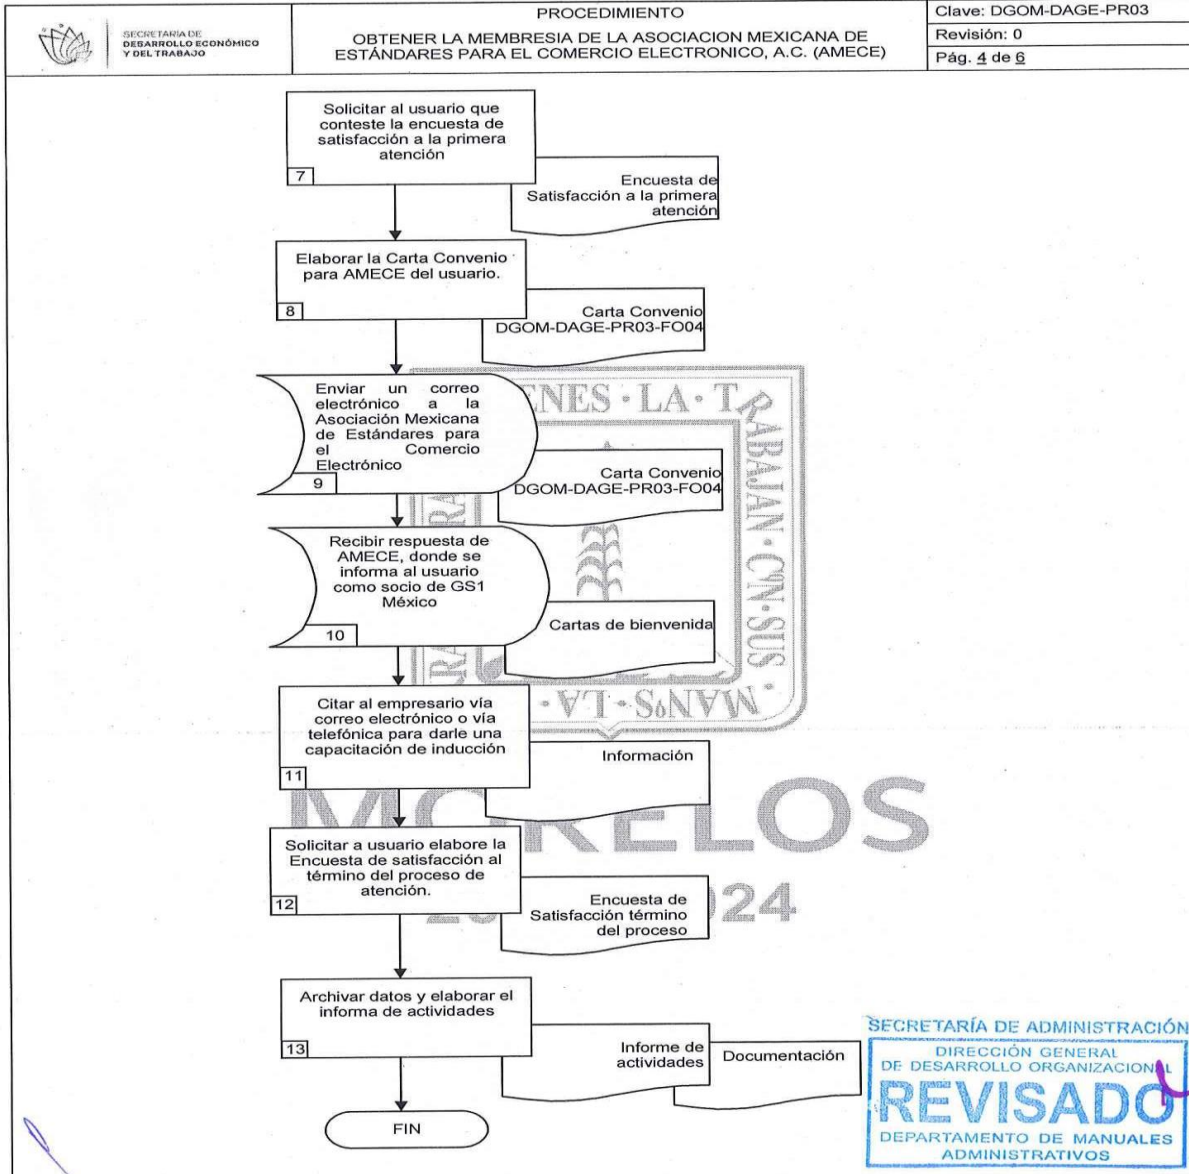 SECRETARIA DE
DESARROLLO ECONÓMICO
Y DEL TRABAJO
PROCEDIMIENTO
OBTENER LA MEMBRESIA DE LA ASOCIACION MEXICANA DE
ESTÁNDARES PARA EL COMERCIO ELECTRONICO, A.C. (AMECE)
Clave: DGOM-DAGE-PR03
Revisión: 0
Pág. 4 de 6
Solicitar al usuario que
conteste la encuesta de
satisfacción a la primera
atención
7
Encuesta de
Satisfacción a la primera
atención
Elaborar la Carta Convenio
para AMECE del usuario.
8
Carta Convenio
DGOM-DAGE-PR03-FO04
Enviar un correo
electrónico a la
Asociación Mexicana
de Estándares para
el Comercio
Electrónico
9
Carta Convenio
DGOM-DAGE-PR03-FO04
Recibir respuesta de
AMECE, donde se
informa al usuario
como socio de GS1
México
10
Cartas de bienvenida
Citar al empresario vía
correo electrónico o vía
telefónica para darle una
capacitación de inducción
11
Información
Solicitar a usuario elabore la
Encuesta de satisfacción al
término del proceso de
atención.
12
Encuesta de
Satisfacción término
del proceso
Archivar datos y elaborar el
informa de actividades
13
Informe de
actividades
Documentación
FIN
LA TRABAJAN CON SUS MANOS LA
MORELOS
SECRETARÍA DE ADMINISTRACIÓN
DIRECCIÓN GENERAL
DE DESARROLLO ORGANIZACIONAL
REVISADO
DEPARTAMENTO DE MANUALES
ADMINISTRATIVOS